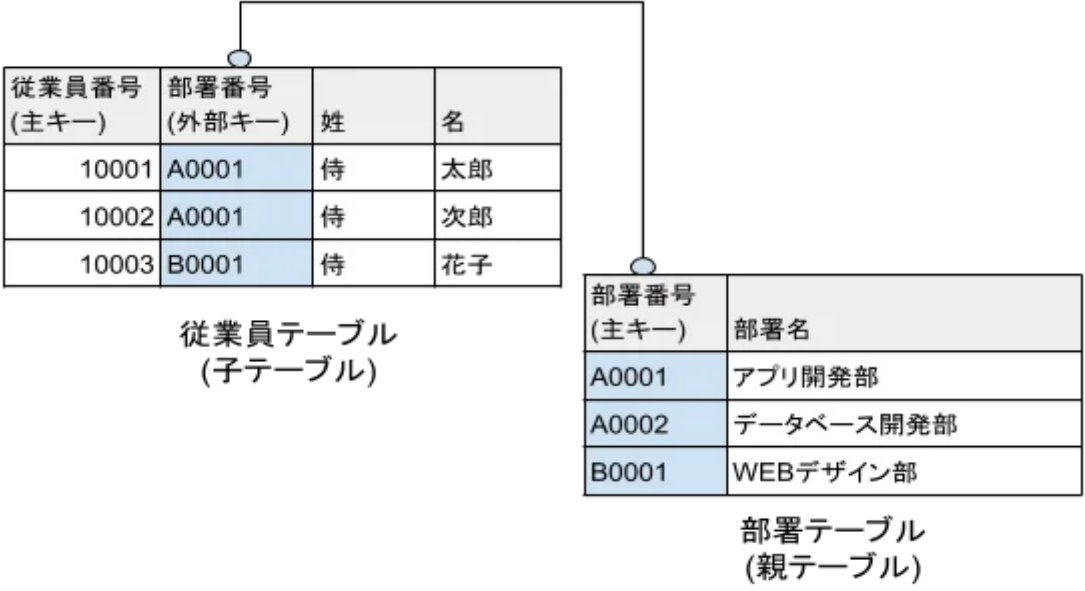 従業員番号 部署番号
(主キー) (外部キー) 姓 名
10001 A0001 侍 太郎
10002 A0001 侍 次郎
10003 B0001 侍 花子
従業員テーブル
(子テーブル)
部署番号
(主キー) 部署名
A0001 アプリ開発部
A0002 データベース開発部
B0001 WEBデザイン部
部署テーブル
(親テーブル)